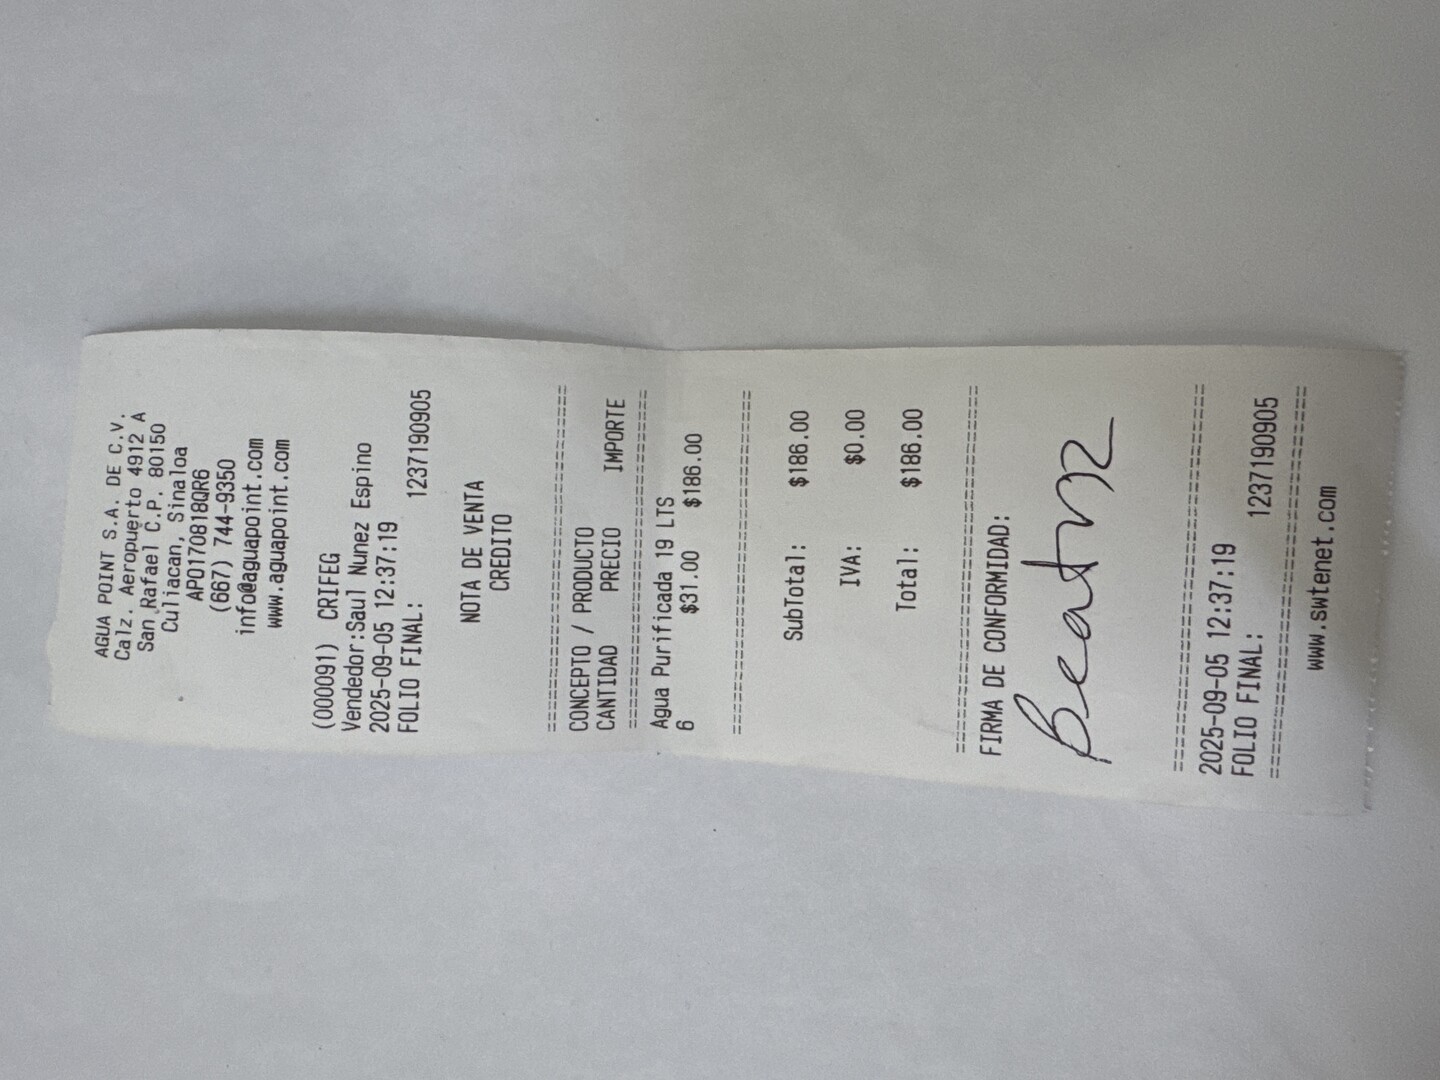 AGUA POINT S.A. DE C.V.
Calz. Aeropuerto 4912 A
San Rafael C.P. 80150
Culiacan, Sinaloa
APO170818QR6
(667) 744-9350
info@aguapoint.com
www.aguapoint.com
(000091) CRIFEG
Vendedor:Saul Nunez Espino
2025-09-05 12:37:19
FOLIO FINAL: 1237190905
NOTA DE VENTA
CREDITO
================================
CONCEPTO / PRODUCTO
CANTIDAD PRECIO IMPORTE
================================
Agua Purificada 19 LTS
6 $31.00 $186.00
================================
SubTotal: $186.00
IVA: $0.00
Total: $186.00
================================
FIRMA DE CONFORMIDAD:
Beatriz
================================
2025-09-05 12:37:19
FOLIO FINAL: 1237190905
================================
www.swtenet.com